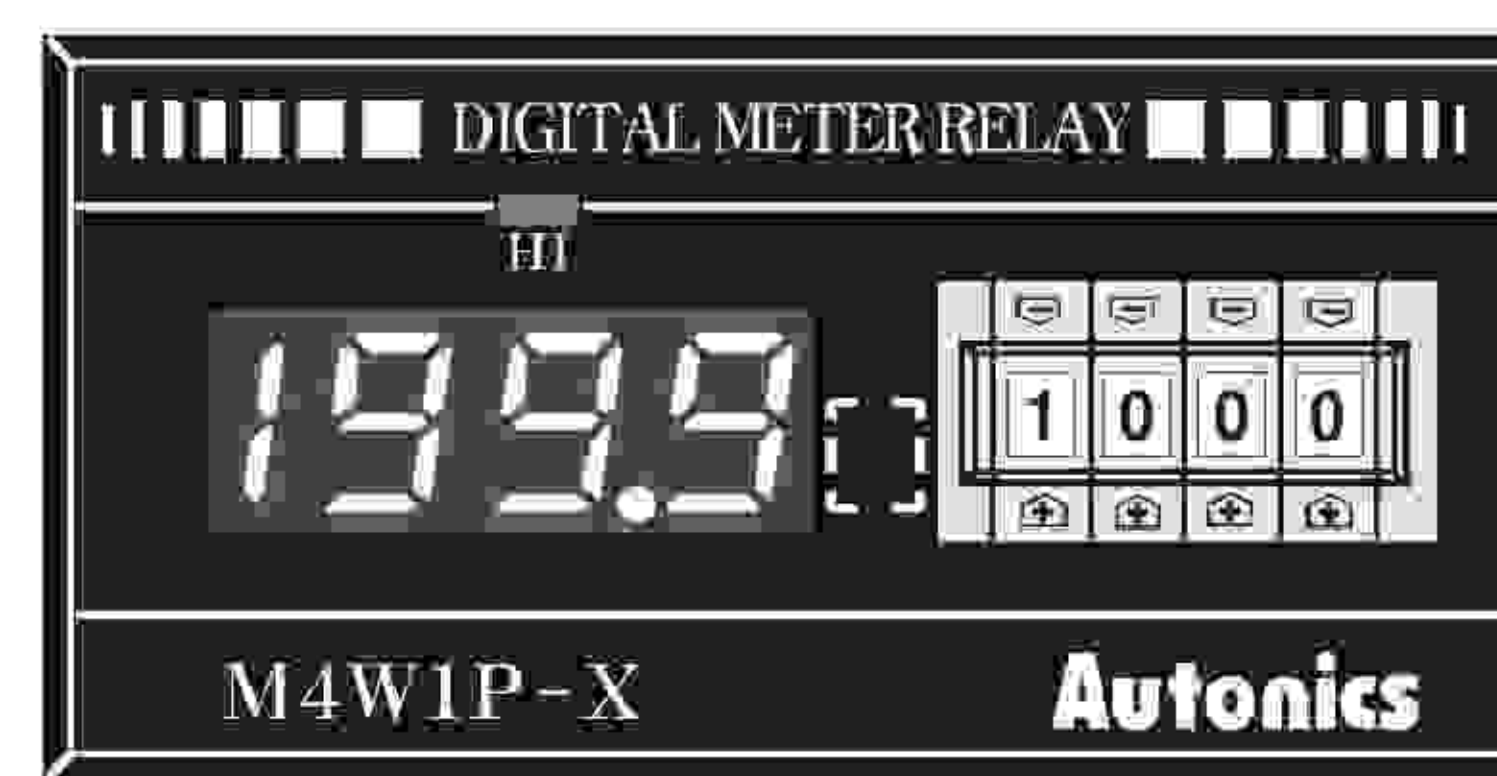 DIGITAL METER RELAY
HI
199.9
1000
M4W1P-X
Autonics